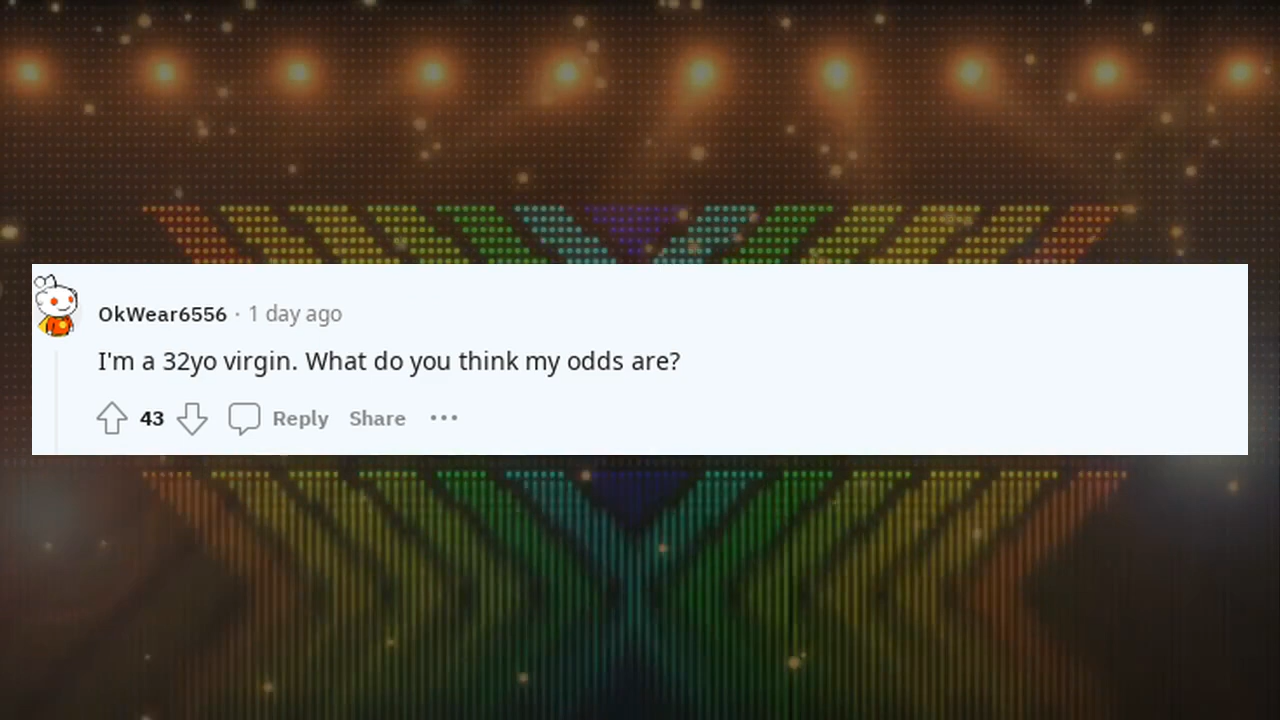 OkWear6556 · 1 day ago
I'm a 32yo virgin. What do you think my odds are?
43 Reply Share ···